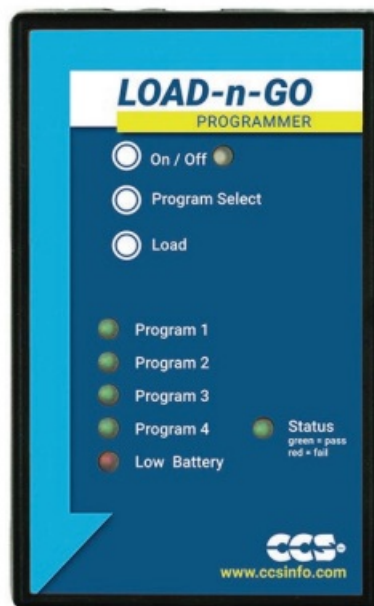 LOAD-n-GO
PROGRAMMER
On / Off
Program Select
Load
Program 1
Program 2
Program 3
Program 4
Status
green = pass
red = fail
Low Battery
CCS
www.ccsinfo.com